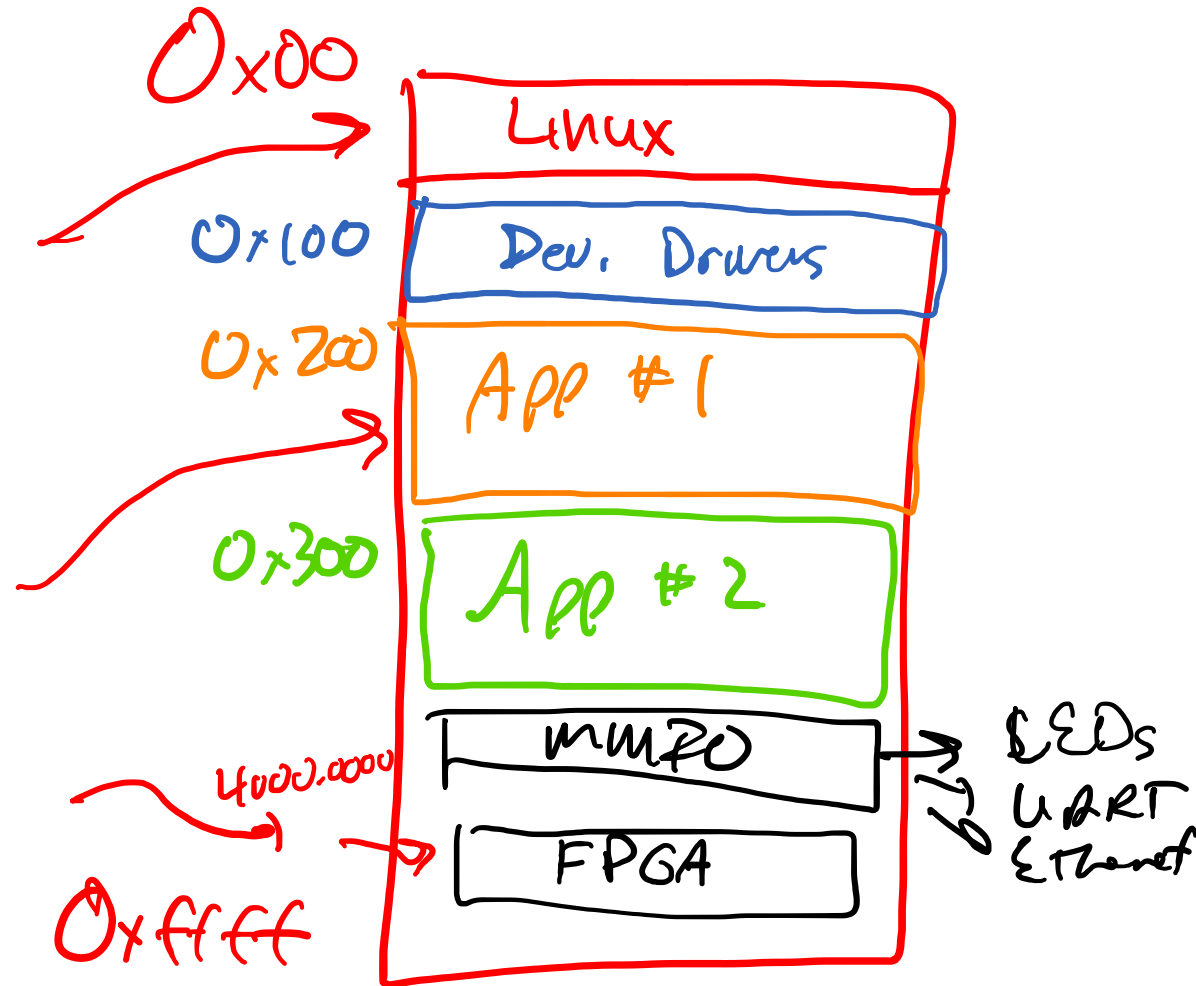 0x00
Linux
0x100
Dev. Drivers
0x200
App #1
0x300
App #2
MMIO
LEDs
UART
Ethernet
4000.0000
FPGA
0xffff